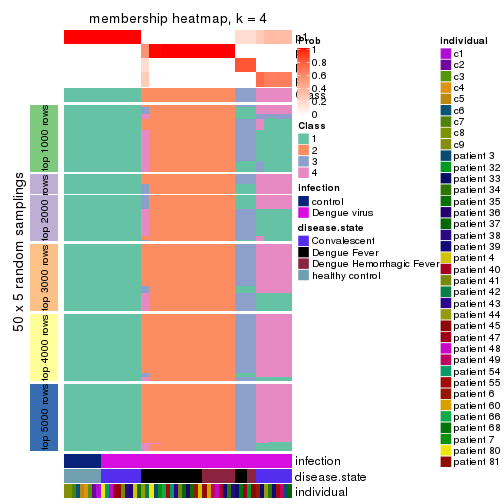 membership heatmap, k = 4
p1
Prob
1
0.8
0.6
0.4
0.2
0
Class
1
2
3
4
infection
control
Dengue virus
disease.state
Convalescent
Dengue Fever
Dengue Hemorrhagic Fever
healthy control
50 x 5 random samplings
top 1000 rows
top 2000 rows
top 3000 rows
top 4000 rows
top 5000 rows
infection
disease.state
individual
individual
c1
c2
c3
c4
c5
c6
c7
c8
c9
patient 3
patient 32
patient 33
patient 34
patient 35
patient 36
patient 37
patient 38
patient 39
patient 4
patient 40
patient 41
patient 42
patient 43
patient 44
patient 45
patient 47
patient 48
patient 49
patient 54
patient 55
patient 6
patient 60
patient 66
patient 68
patient 7
patient 80
patient 81